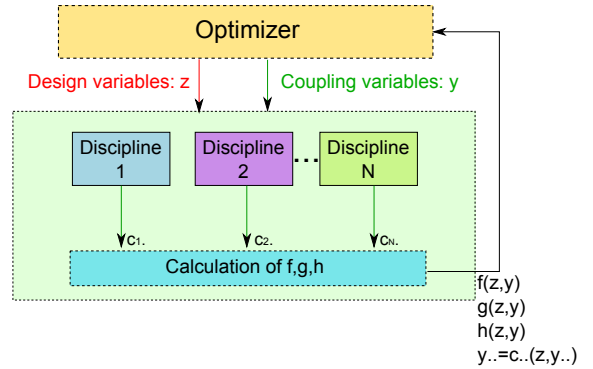 Optimizer
Design variables: z
Coupling variables: y
Discipline
1
Discipline
2
...
Discipline
N
c1.
c2.
cN.
Calculation of f,g,h
f(z,y)
g(z,y)
h(z,y)
y..=c..(z,y..)